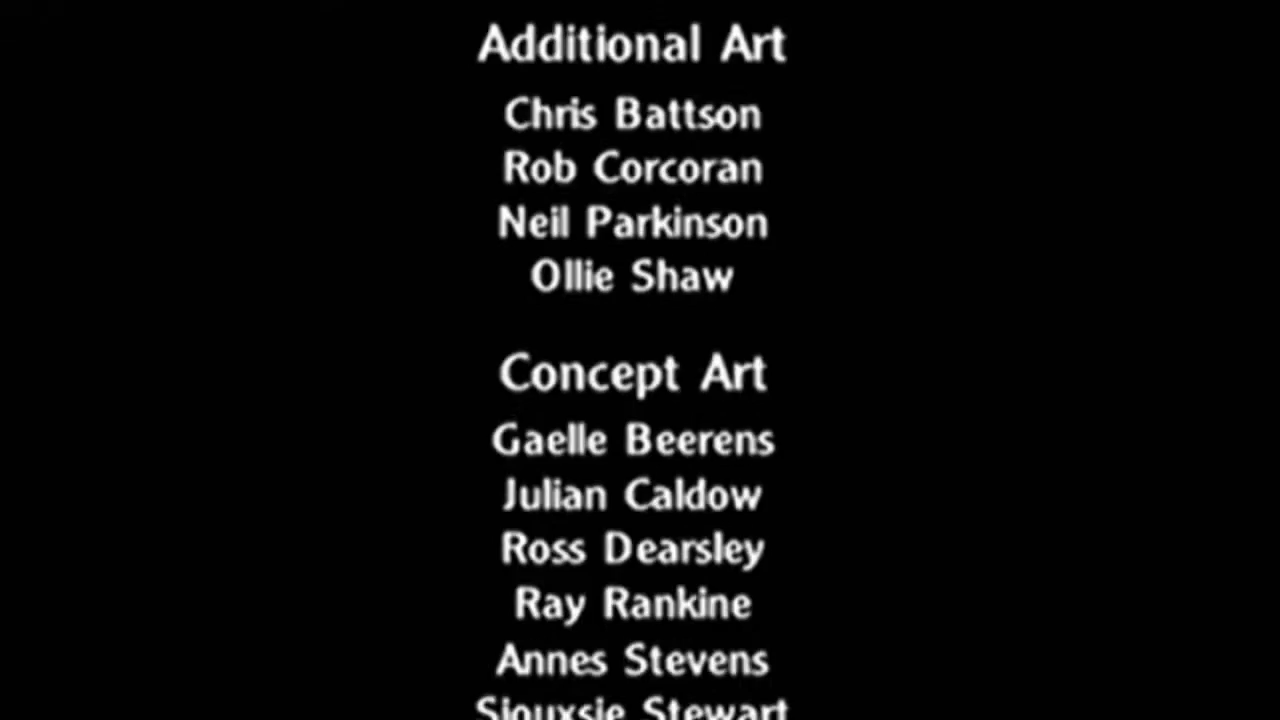 Additional Art
Chris Battson
Rob Corcoran
Neil Parkinson
Ollie Shaw
Concept Art
Gaelle Beerens
Julian Caldow
Ross Dearsley
Ray Rankine
Annes Stevens
Siouxsie Stewart